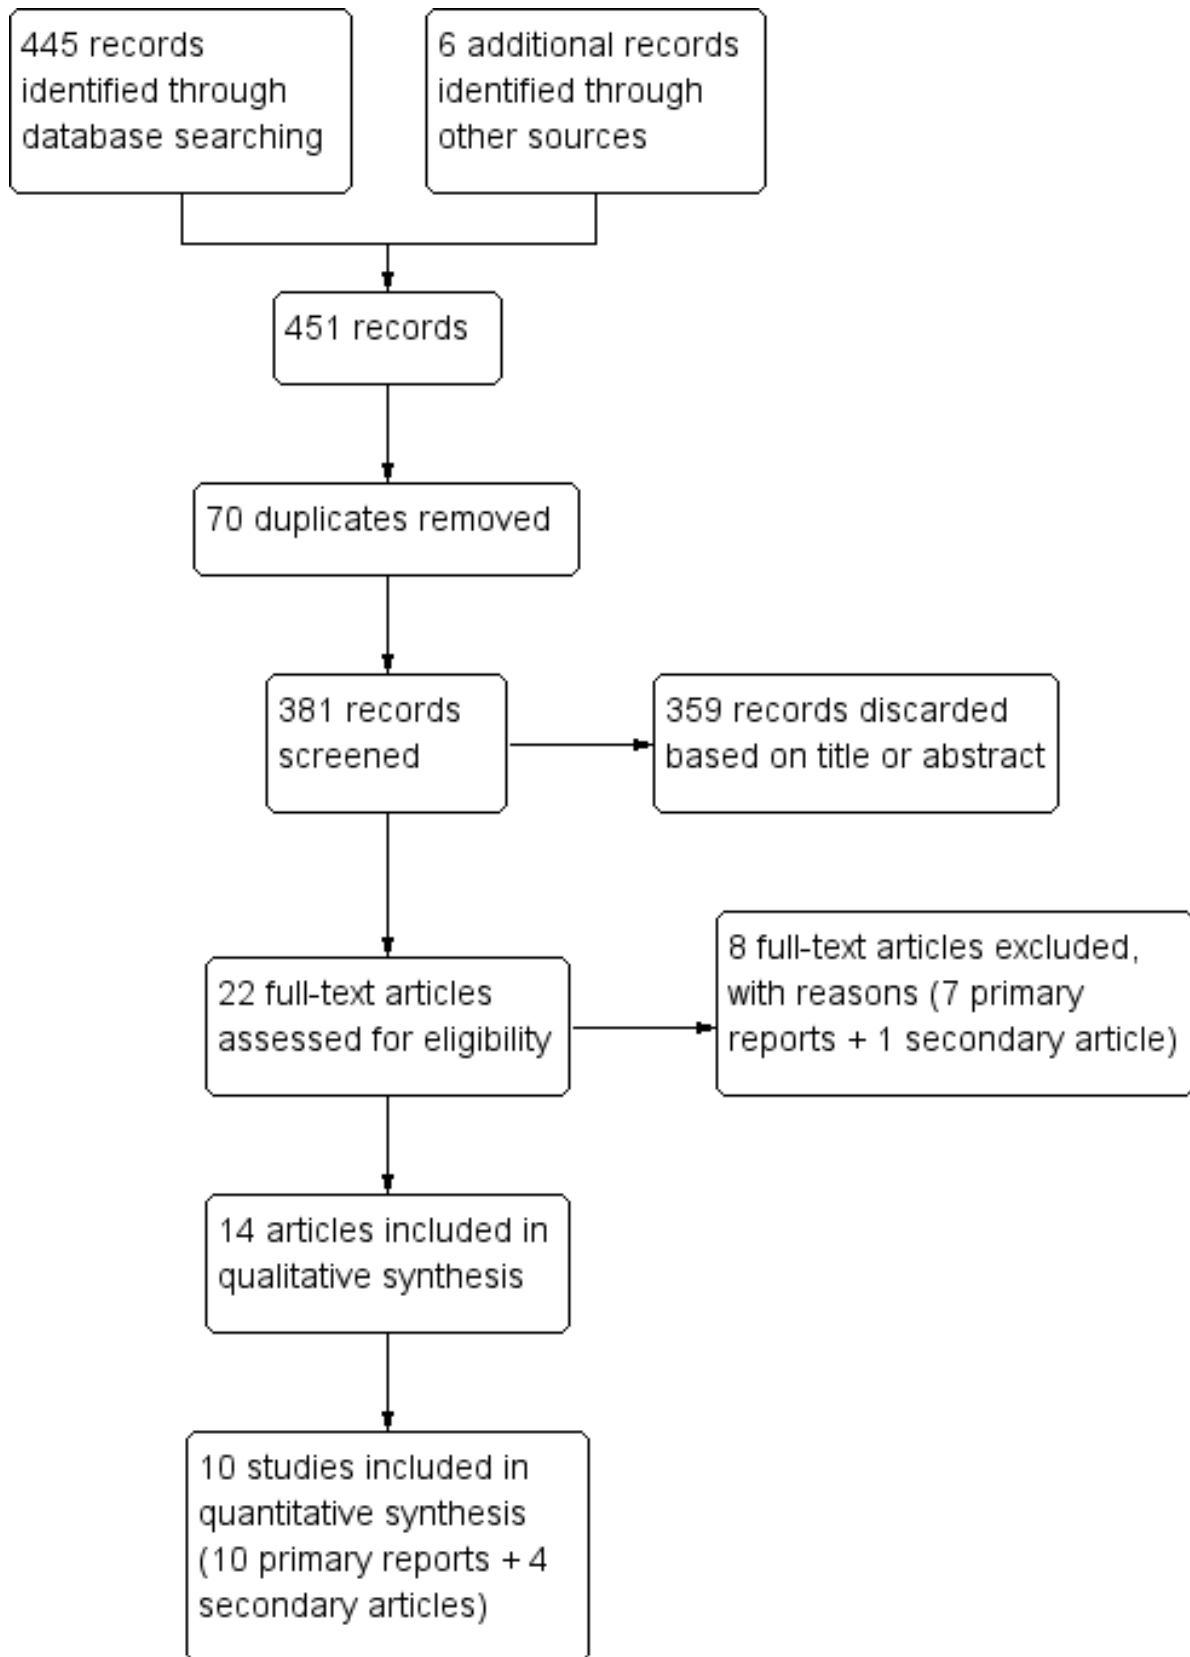 445 records
identified through
database searching
6 additional records
identified through
other sources
451 records
70 duplicates removed
381 records
screened
359 records discarded
based on title or abstract
22 full-text articles
assessed for eligibility
8 full-text articles excluded,
with reasons (7 primary
reports + 1 secondary article)
14 articles included in
qualitative synthesis
10 studies included in
quantitative synthesis
(10 primary reports + 4
secondary articles)